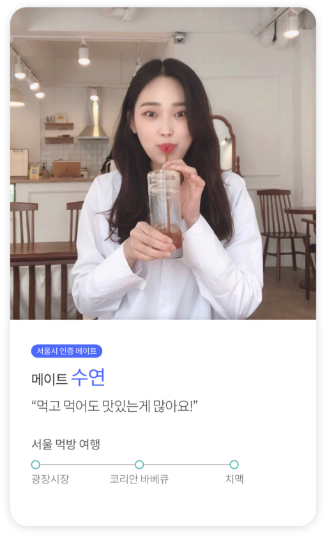 서울시 인증 메이트
메이트 수연
“먹고 먹어도 맛있는게 많아요!”
서울 먹방 여행
광장시장 코리안 바베큐 치맥